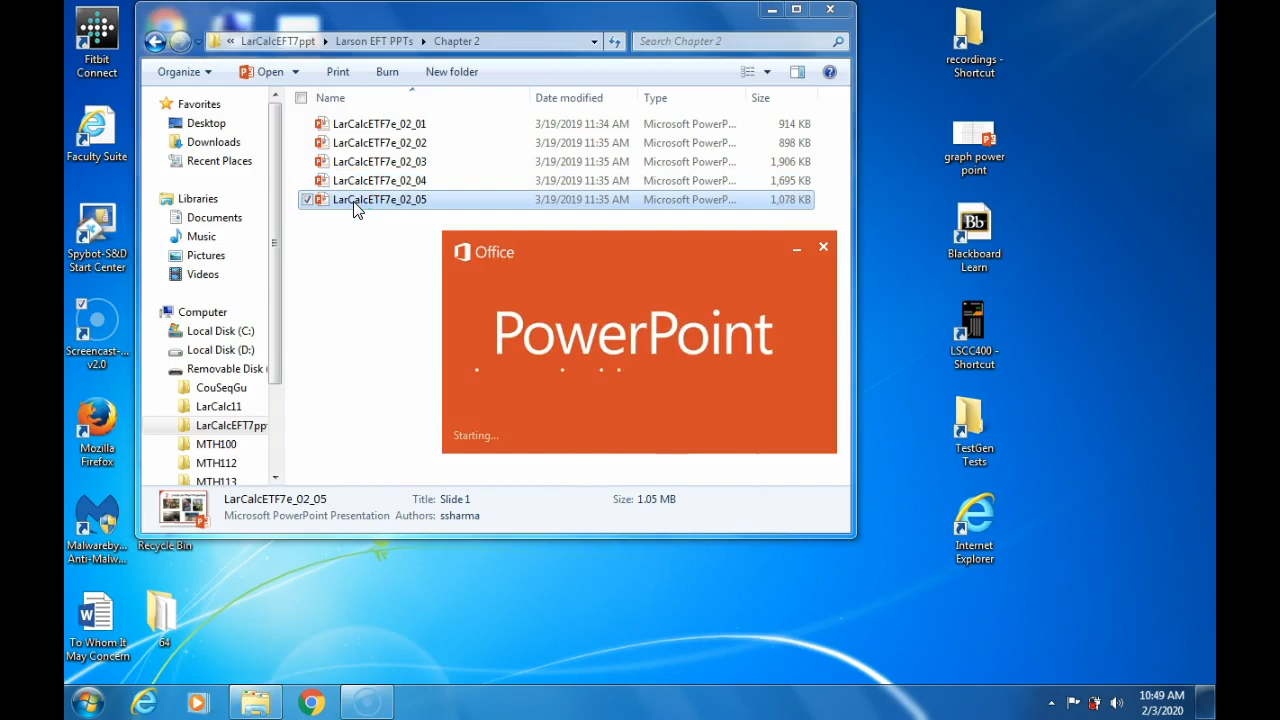 Fitbit
Connect
Faculty Suite
Spybot-S&D
Start Center
Screencast-...
v2.0
Mozilla
Firefox
Malwareby...
Anti-Malw...
Recycle Bin
To Whom It
May Concern
64
« LarCalcEFT7ppt Larson EFT PPTs Chapter 2
Search Chapter 2
Organize Open Print Burn New folder
Favorites
Desktop
Downloads
Recent Places
Libraries
Documents
Music
Pictures
Videos
Computer
Local Disk (C:)
Local Disk (D:)
Removable Disk (
CouSeqGu
LarCalc11
LarCalcEFT7pp
MTH100
MTH112
MTH113
Name Date modified Type Size
LarCalcETF7e_02_01 3/19/2019 11:34 AM Microsoft PowerP... 914 KB
LarCalcETF7e_02_02 3/19/2019 11:35 AM Microsoft PowerP... 898 KB
LarCalcETF7e_02_03 3/19/2019 11:35 AM Microsoft PowerP... 1,906 KB
LarCalcETF7e_02_04 3/19/2019 11:35 AM Microsoft PowerP... 1,695 KB
LarCalcETF7e_02_05 3/19/2019 11:35 AM Microsoft PowerP... 1,078 KB
Office
PowerPoint
Starting...
LarCalcETF7e_02_05 Title: Slide 1 Size: 1.05 MB
Microsoft PowerPoint Presentation Authors: ssharma
recordings -
Shortcut
graph power
point
Bb
Blackboard
Learn
LSCC400 -
Shortcut
TestGen
Tests
Internet
Explorer
10:49 AM
2/3/2020